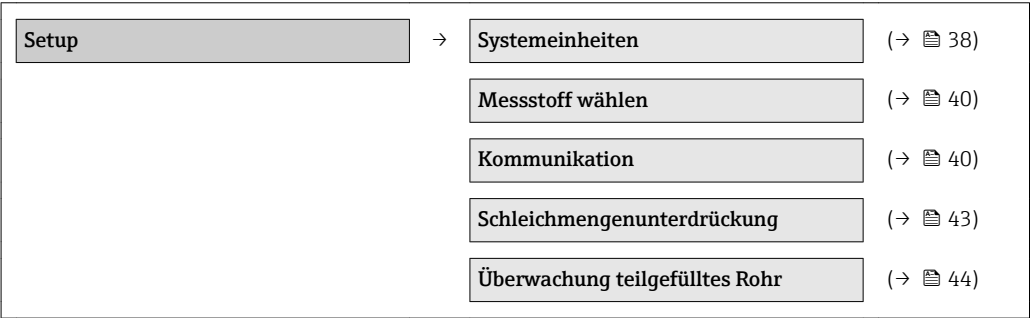 Setup → Systemeinheiten (→ 🖺 38)
Messstoff wählen (→ 🖺 40)
Kommunikation (→ 🖺 40)
Schleichmengenunterdrückung (→ 🖺 43)
Überwachung teilgefülltes Rohr (→ 🖺 44)